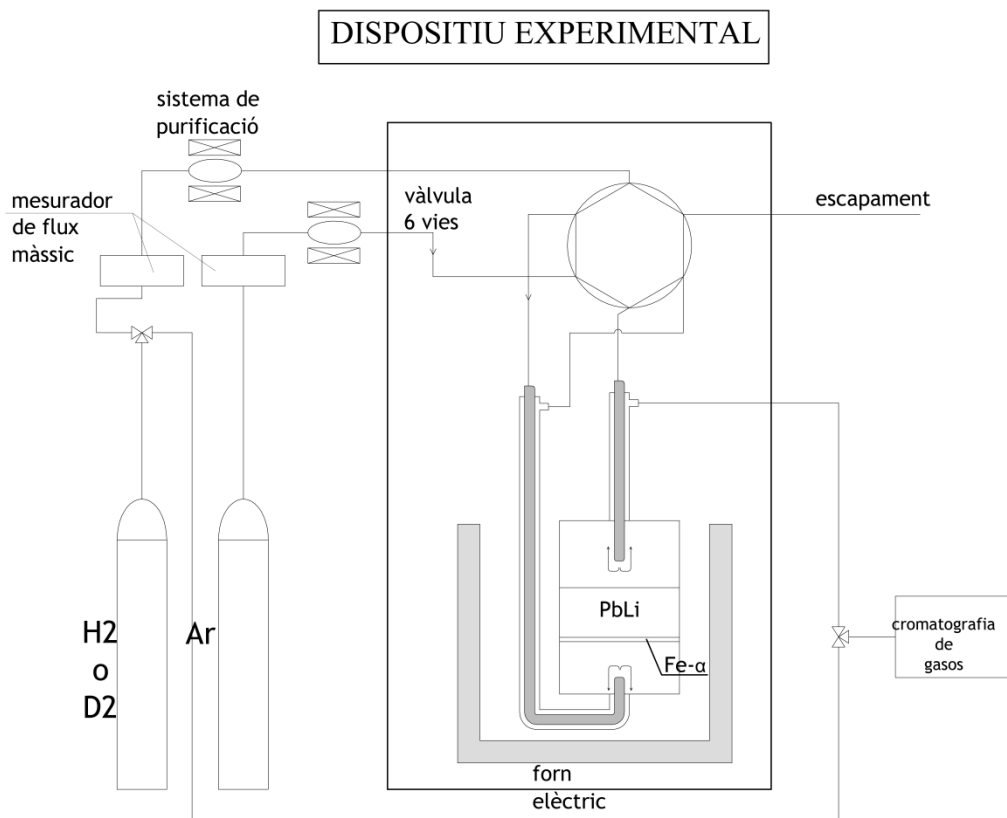 DISPOSITIU EXPERIMENTAL
sistema de
purificació
mesurador
de flux
màssic
vàlvula
6 vies
escapament
H2
o
D2
Ar
PbLi
Fe-α
cromatografia
de
gasos
forn
elèctric